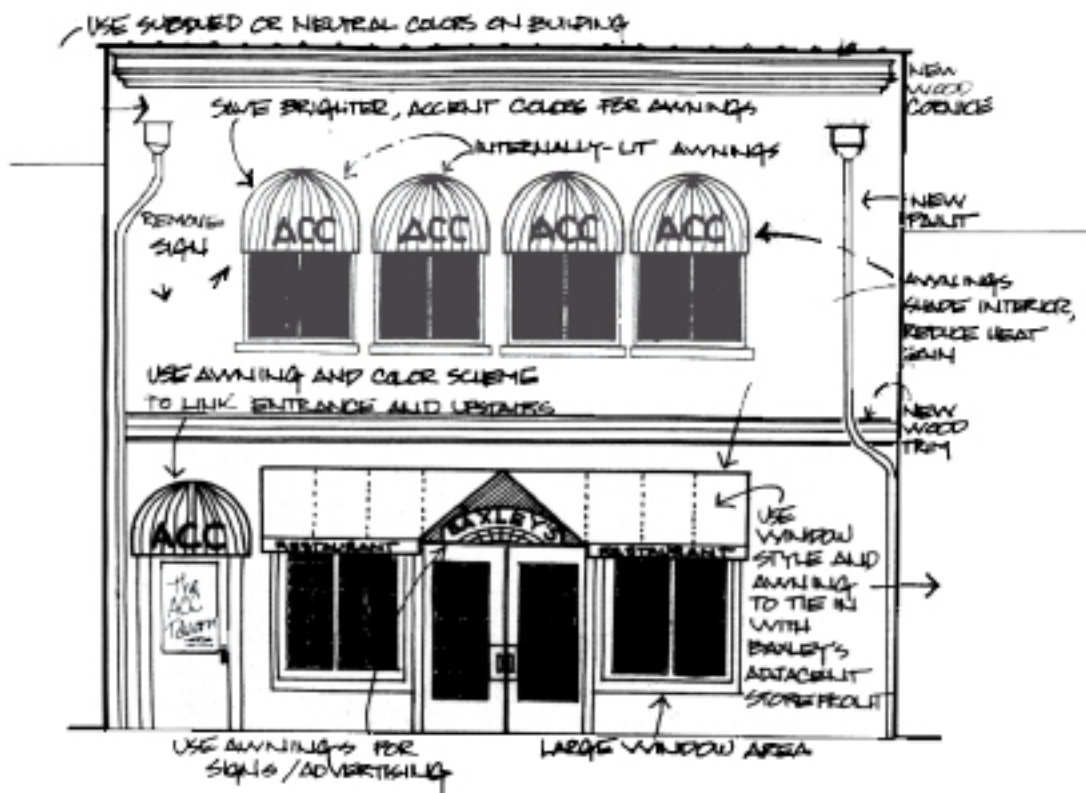 USE SUBDUED OR NEUTRAL COLORS ON BUILDING
NEW
WOOD
CORNICE
SAVE BRIGHTER, ACCENT COLORS FOR AWNINGS
INTERNALLY-LIT AWNINGS
REMOVE
SIGN
ACC
ACC
ACC
ACC
NEW
PAINT
AWNINGS
SHADE INTERIOR,
REDUCE HEAT
GAIN
USE AWNING AND COLOR SCHEME
TO LINK ENTRANCE AND UPSTAIRS
NEW
WOOD
TRIM
ACC
the
ACC
BAXLEY'S
RESTAURANT
RESTAURANT
USE
WINDOW
STYLE AND
AWNING
TO TIE IN
WITH
BAXLEY'S
ADJACENT
STOREFRONT
USE AWNINGS FOR
SIGNS/ADVERTISING
LARGE WINDOW AREA